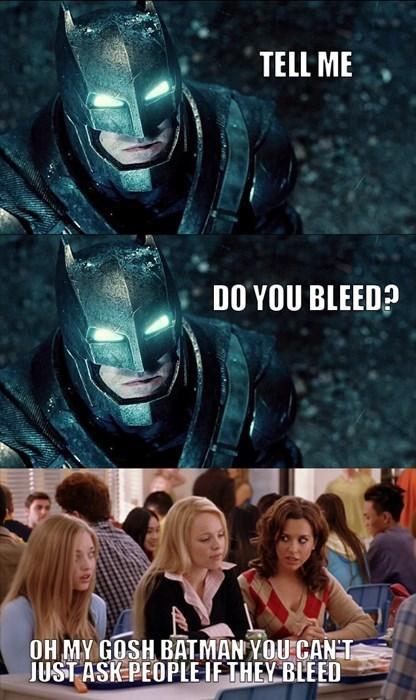 TELL ME
DO YOU BLEED?
OH MY GOSH BATMAN YOU CAN'T
JUST ASK PEOPLE IF THEY BLEED